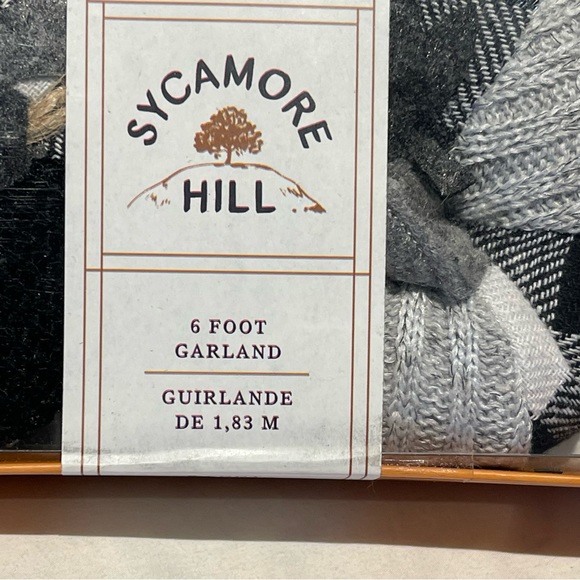 SYCAMORE
HILL
6 FOOT
GARLAND
GUIRLANDE
DE 1,83 M